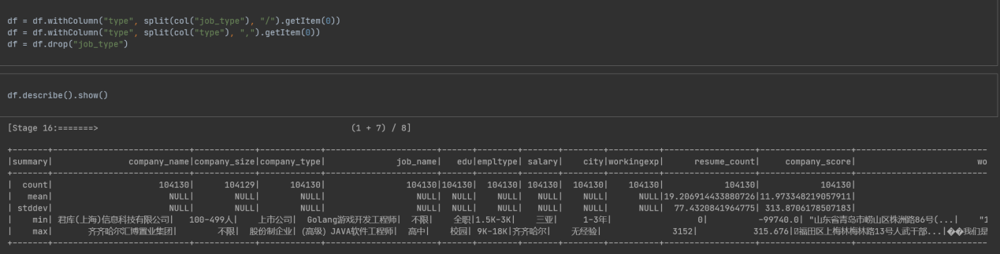 df = df.withColumn("type", split(col("job_type"), "/").getItem(0))
df = df.withColumn("type", split(col("type"), ",").getItem(0))
df = df.drop("job_type")
df.describe().show()
[Stage 16:=======> (1 + 7) / 8]
+-------+--------------------+------------+------------+----------------------+------+--------+-------+-------+----------+------------------+------------------+-------------------------
|summary| company_name|company_size|company_type| job_name| edu|empltype| salary| city|workingexp| resume_count| company_score| wo
+-------+--------------------+------------+------------+----------------------+------+--------+-------+-------+----------+------------------+------------------+-------------------------
| count| 104130| 104129| 104130| 104130|104130| 104130| 104130| 104130| 104130| 104130| 104130|
| mean| NULL| NULL| NULL| NULL| NULL| NULL| NULL| NULL| NULL|19.206914433880726|11.973348219057911|
| stddev| NULL| NULL| NULL| NULL| NULL| NULL| NULL| NULL| NULL| 77.4320841964775| 313.8706178507183|
| min| 君库(上海)信息科技有限公司| 100-499人| 上市公司| Golang游戏开发工程师| 不限| 全职|1.5K-3K| 三亚| 1-3年| 0| -99740.0| "山东省青岛市崂山区株洲路86号(...| "1
| max| 齐齐哈尔汇博置业集团| 不限| 股份制企业| (高级) JAVA软件工程师| 高中| 校园| 9K-18K|齐齐哈尔| 无经验| 3152| 315.676|福田区上梅林梅林路13号人武干部...|��我们是
+-------+--------------------+------------+------------+----------------------+------+--------+-------+-------+----------+------------------+------------------+-------------------------